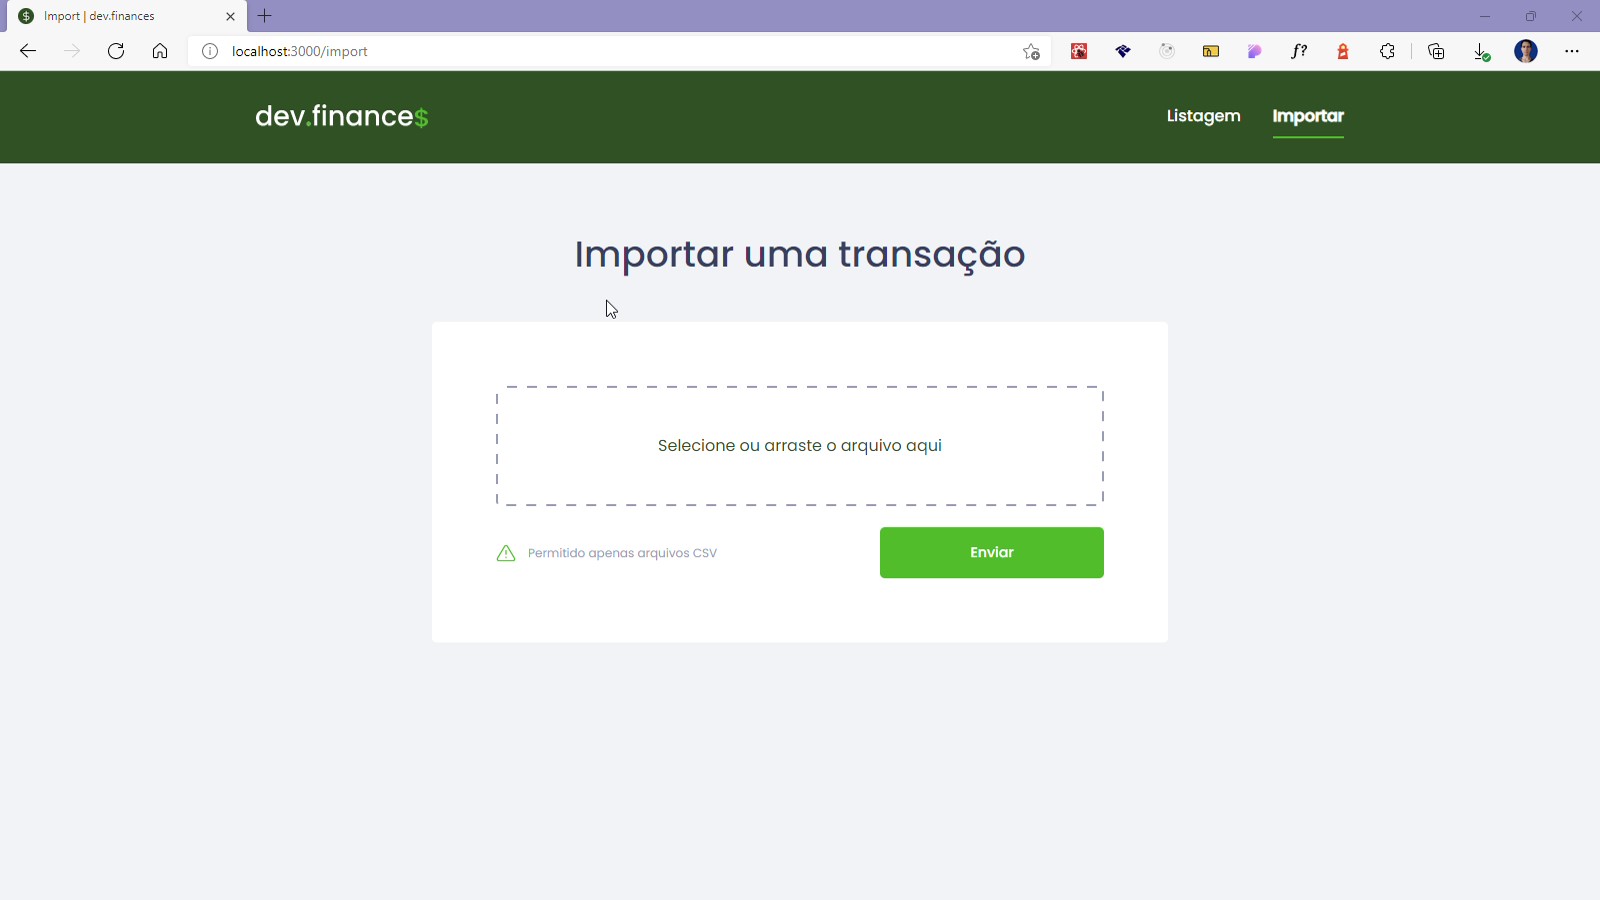 Import | dev.finances
localhost:3000/import
f?
dev.finance$
Listagem
Importar
Importar uma transação
Selecione ou arraste o arquivo aqui
Permitido apenas arquivos CSV
Enviar